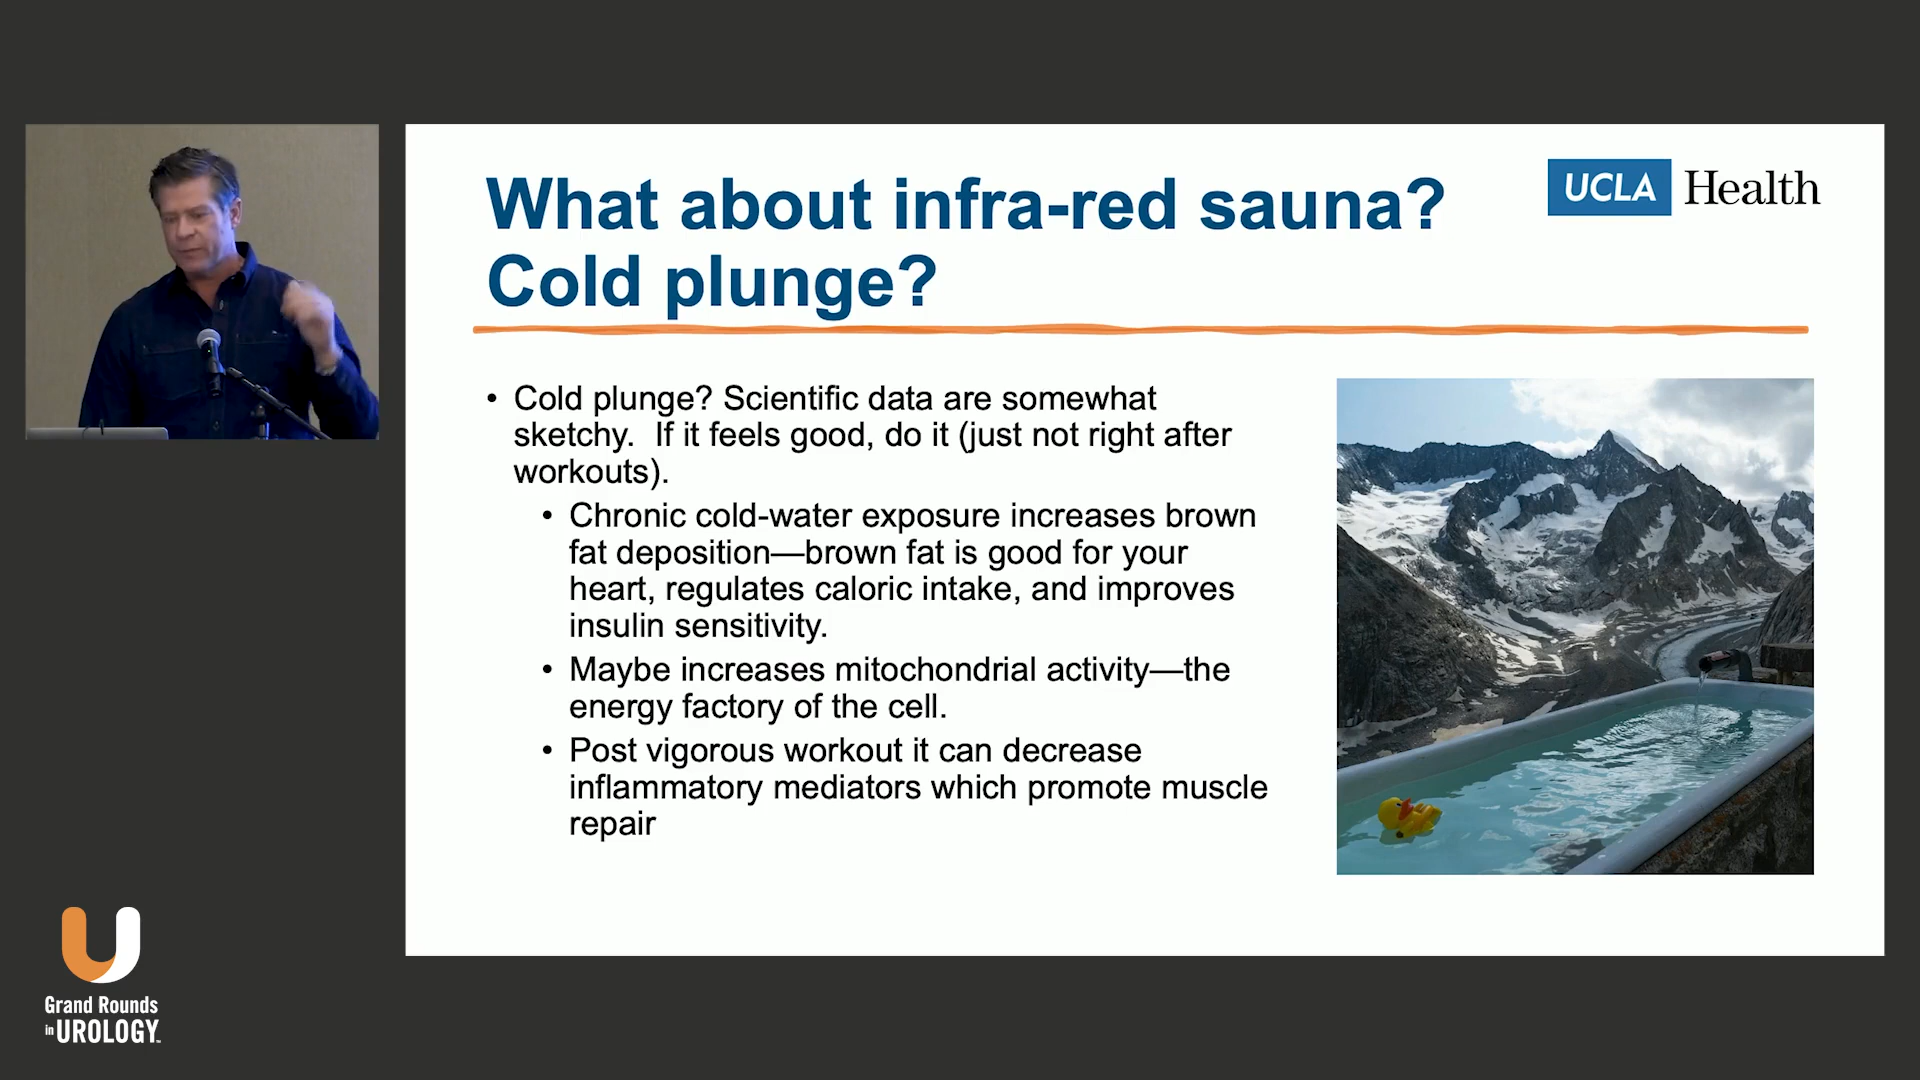 What about infra-red sauna?
Cold plunge?
UCLA Health
• Cold plunge? Scientific data are somewhat
sketchy.  If it feels good, do it (just not right after
workouts).
• Chronic cold-water exposure increases brown
fat deposition—brown fat is good for your
heart, regulates caloric intake, and improves
insulin sensitivity.
• Maybe increases mitochondrial activity—the
energy factory of the cell.
• Post vigorous workout it can decrease
inflammatory mediators which promote muscle
repair
Grand Rounds
in UROLOGY™